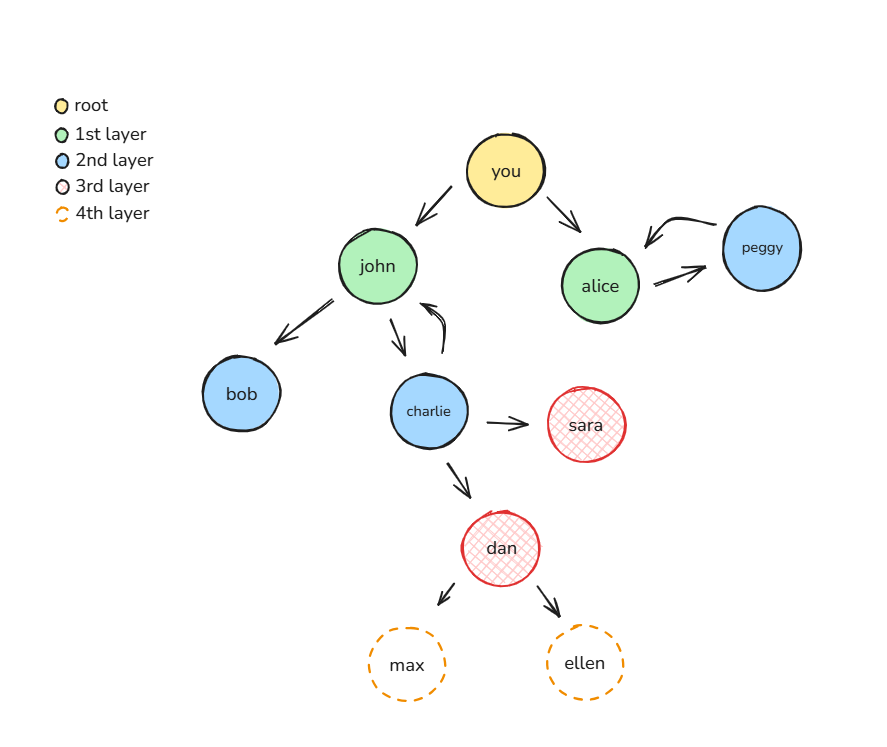 root
1st layer
2nd layer
3rd layer
4th layer
you
john
alice
peggy
bob
charlie
sara
dan
max
ellen